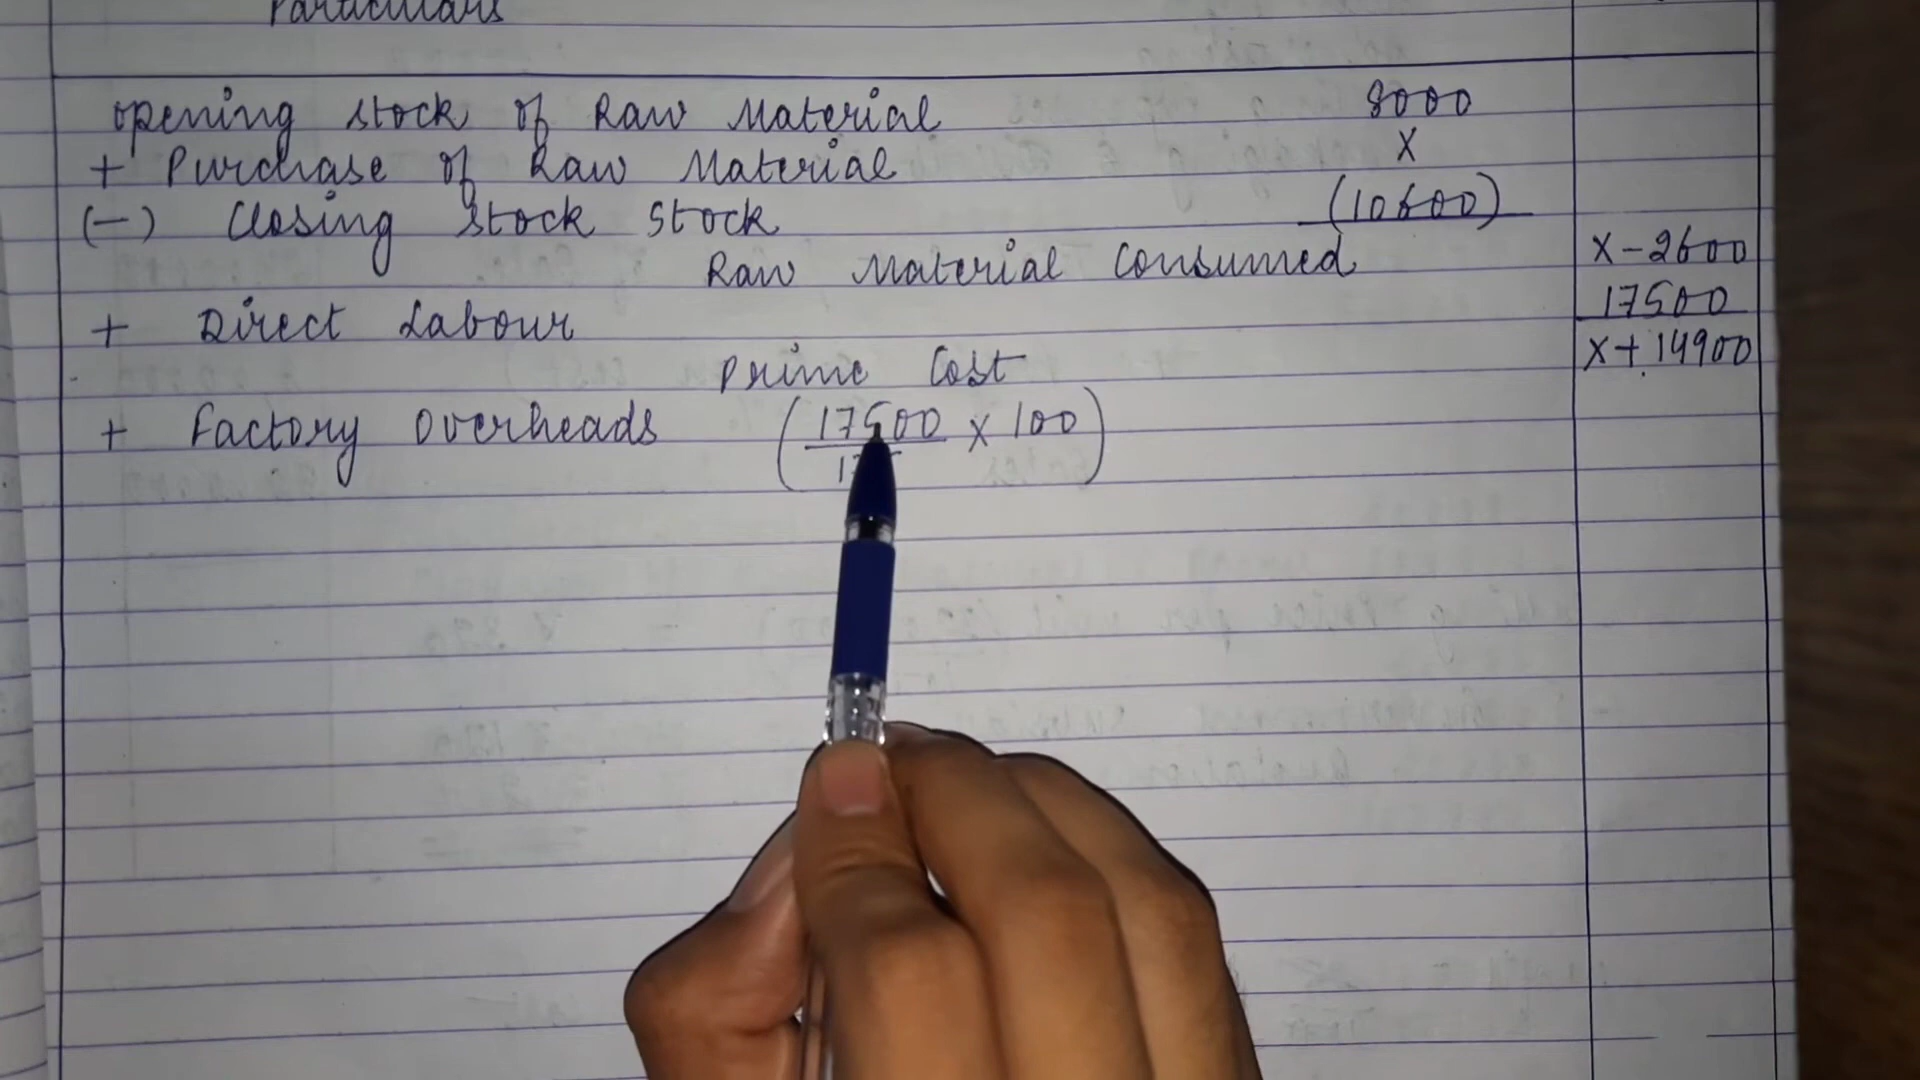 Particulars
Opening Stock of Raw Material 8000
+ Purchase of Raw Material X
(-) Closing Stock Stock (10600)
Raw Material Consumed X-2600
+ Direct Labour 17500
Prime Cost X+14900
+ Factory Overheads (17500 × 100)